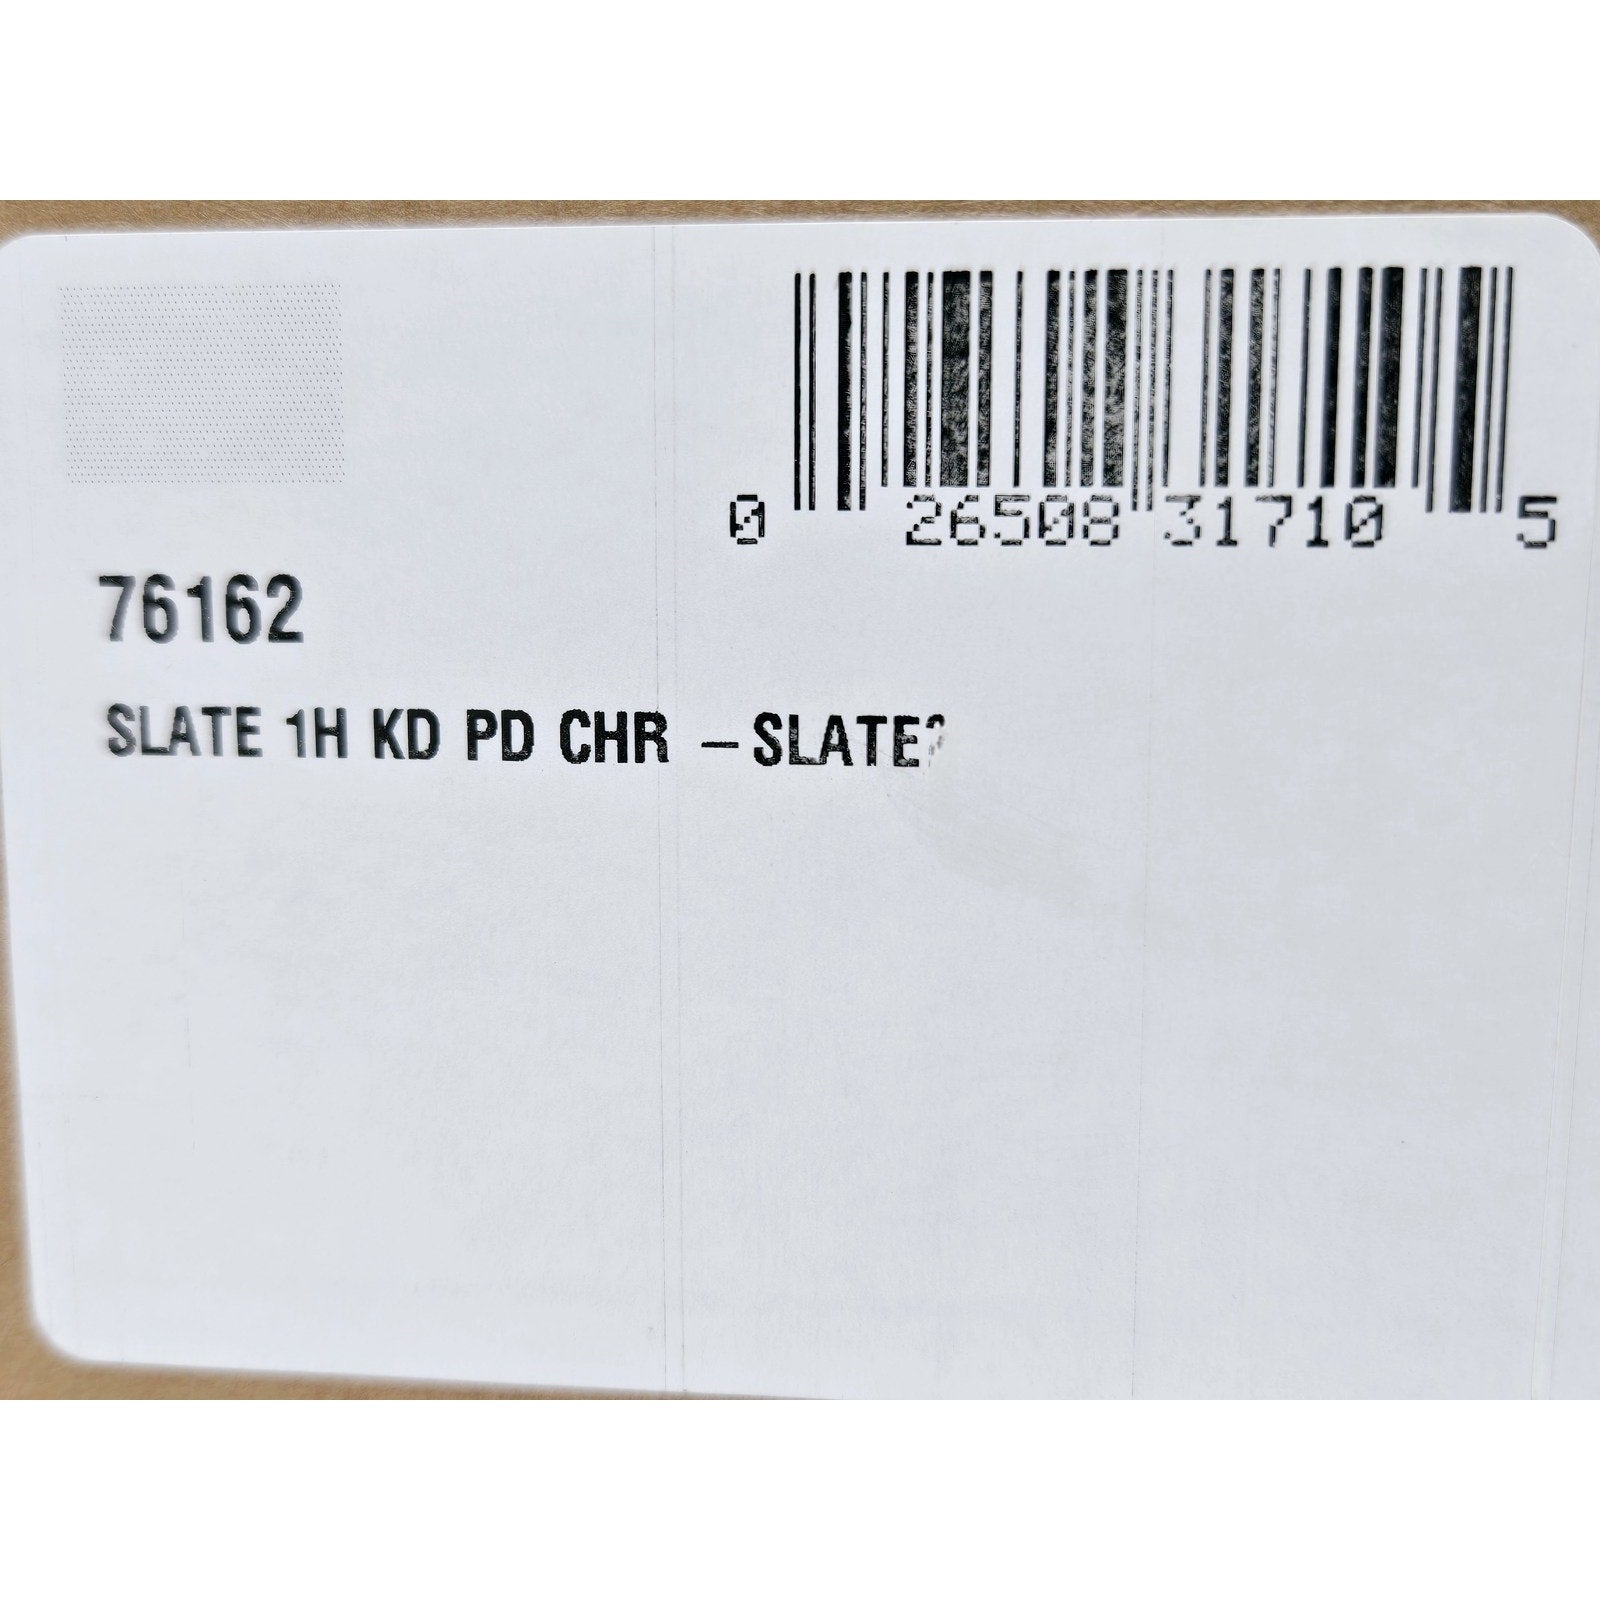 0 26508 31710 5
76162
SLATE 1H KD PD CHR – SLATE